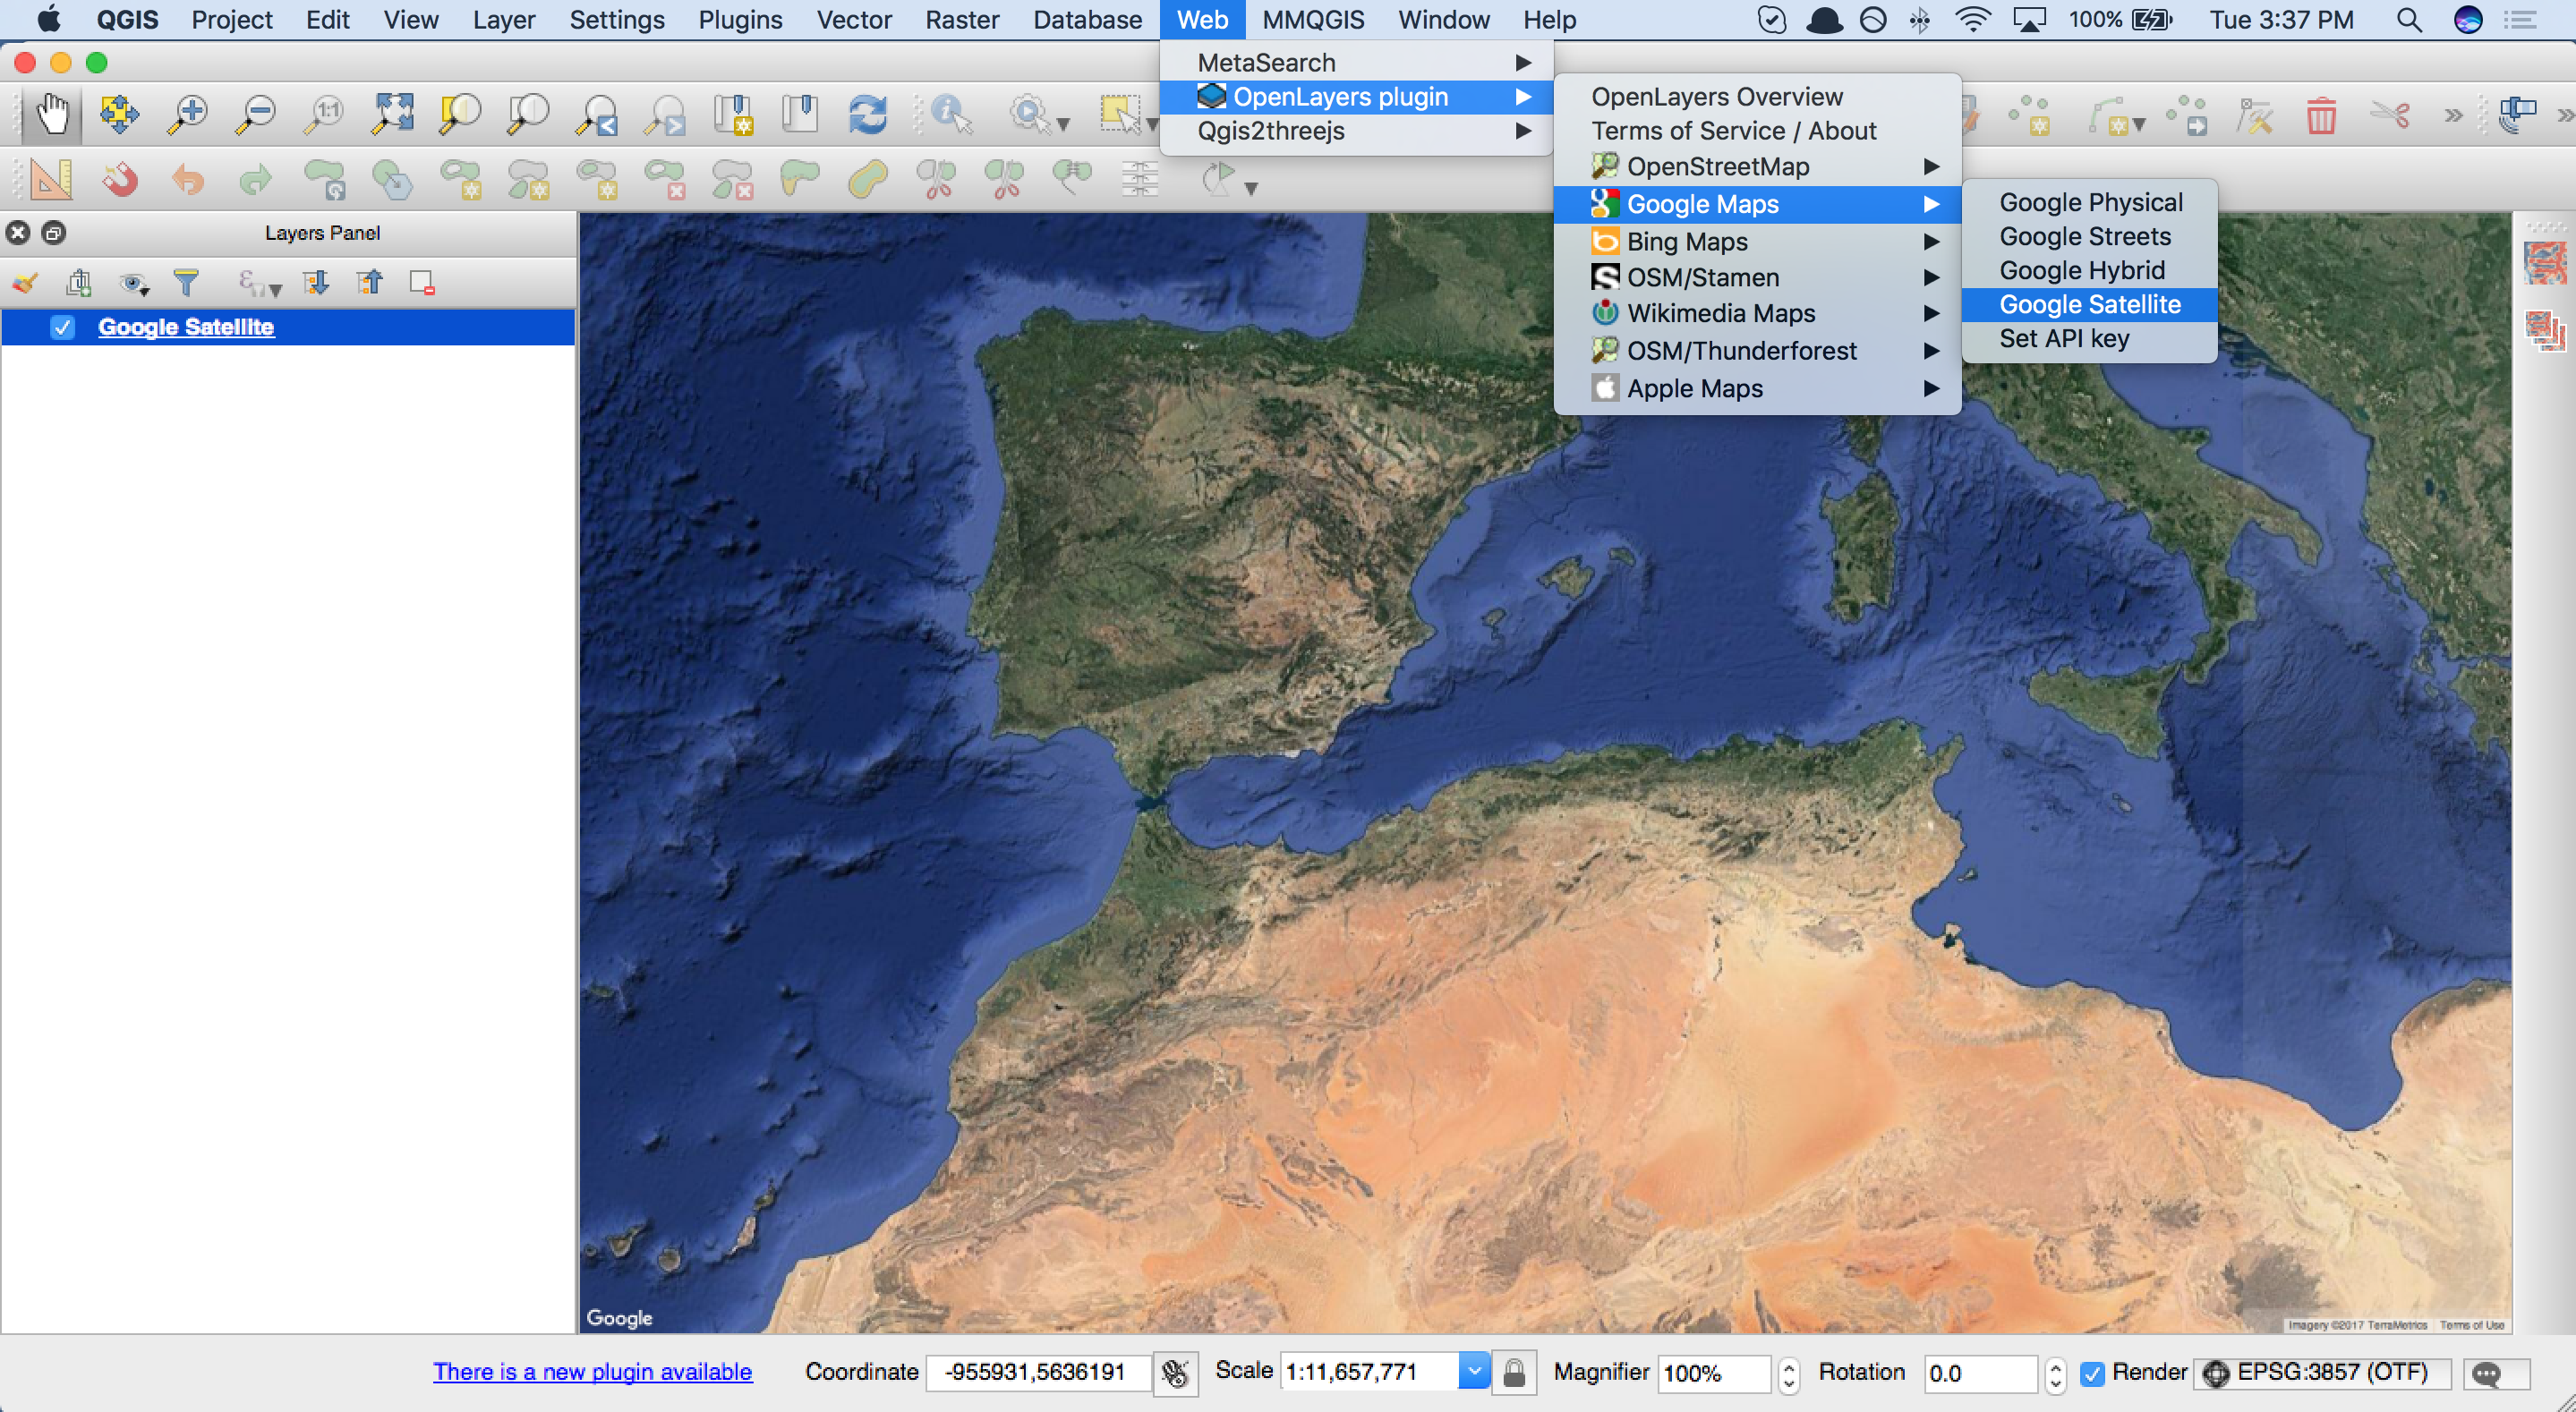 QGIS Project Edit View Layer Settings Plugins Vector Raster Database Web MMQGIS Window Help 100% Tue 3:37 PM
MetaSearch
OpenLayers plugin
Qgis2threejs
OpenLayers Overview
Terms of Service / About
OpenStreetMap
Google Maps
Bing Maps
OSM/Stamen
Wikimedia Maps
OSM/Thunderforest
Apple Maps
Google Physical
Google Streets
Google Hybrid
Google Satellite
Set API key
1:1
Layers Panel
Google Satellite
Google
Imagery ©2017 TerraMetrics Terms of Use
There is a new plugin available Coordinate -955931,5636191 Scale 1:11,657,771 Magnifier 100% Rotation 0.0 Render EPSG:3857 (OTF)